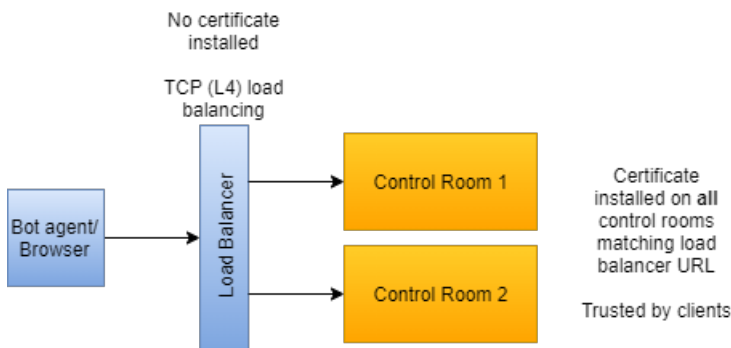 No certificate
installed
TCP (L4) load
balancing
Bot agent/
Browser
Load Balancer
Control Room 1
Control Room 2
Certificate
installed on all
control rooms
matching load
balancer URL
Trusted by clients